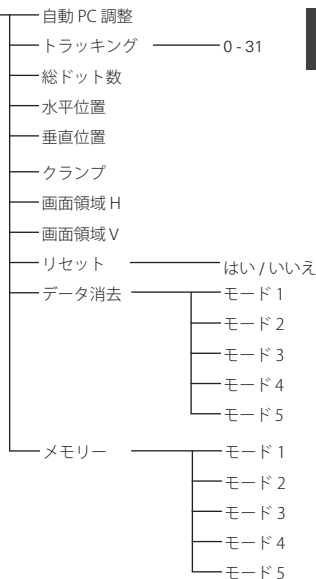 自動 PC 調整
トラッキング 0 - 31
総ドット数
水平位置
垂直位置
クランプ
画面領域 H
画面領域 V
リセット はい / いいえ
データ消去 モード 1
モード 2
モード 3
モード 4
モード 5
メモリー モード 1
モード 2
モード 3
モード 4
モード 5